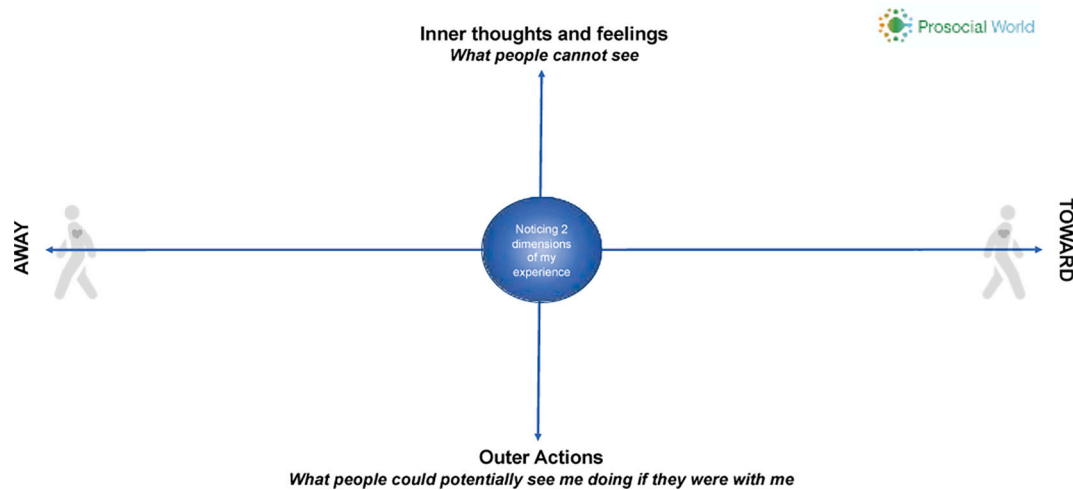 Prosocial World
Inner thoughts and feelings
What people cannot see
AWAY
Noticing 2
dimensions
of my
experience
TOWARD
Outer Actions
What people could potentially see me doing if they were with me